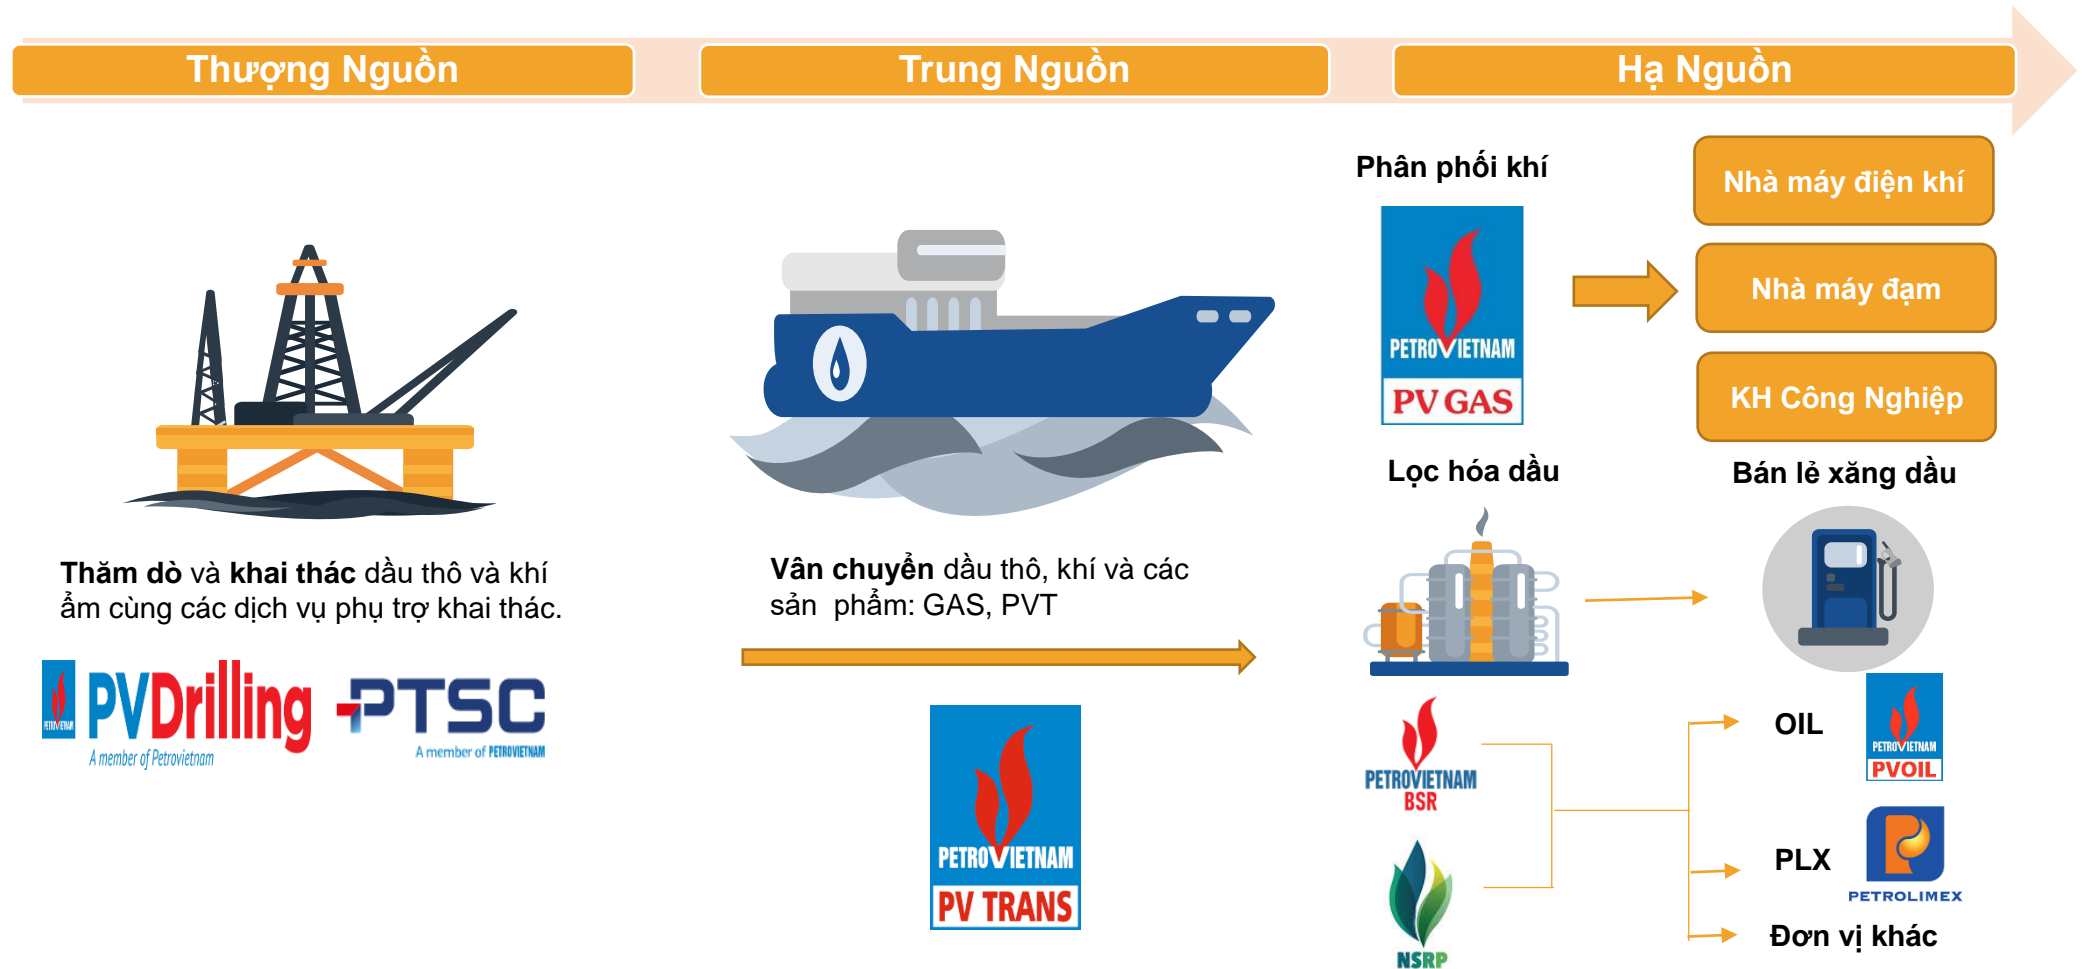 Thượng Nguồn
Trung Nguồn
Hạ Nguồn
Thăm dò và khai thác dầu thô và khí
ẩm cùng các dịch vụ phụ trợ khai thác.
PETROVIETNAM
PVDrilling
A member of Petrovietnam
PTSC
A member of PETROVIETNAM
Vân chuyển dầu thô, khí và các
sản phẩm: GAS, PVT
PETROVIETNAM
PV TRANS
Phân phối khí
PETROVIETNAM
PV GAS
Nhà máy điện khí
Nhà máy đạm
KH Công Nghiệp
Lọc hóa dầu
Bán lẻ xăng dầu
PETROVIETNAM
BSR
NSRP
OIL
PETROVIETNAM
PVOIL
PLX
PETROLIMEX
Đơn vị khác